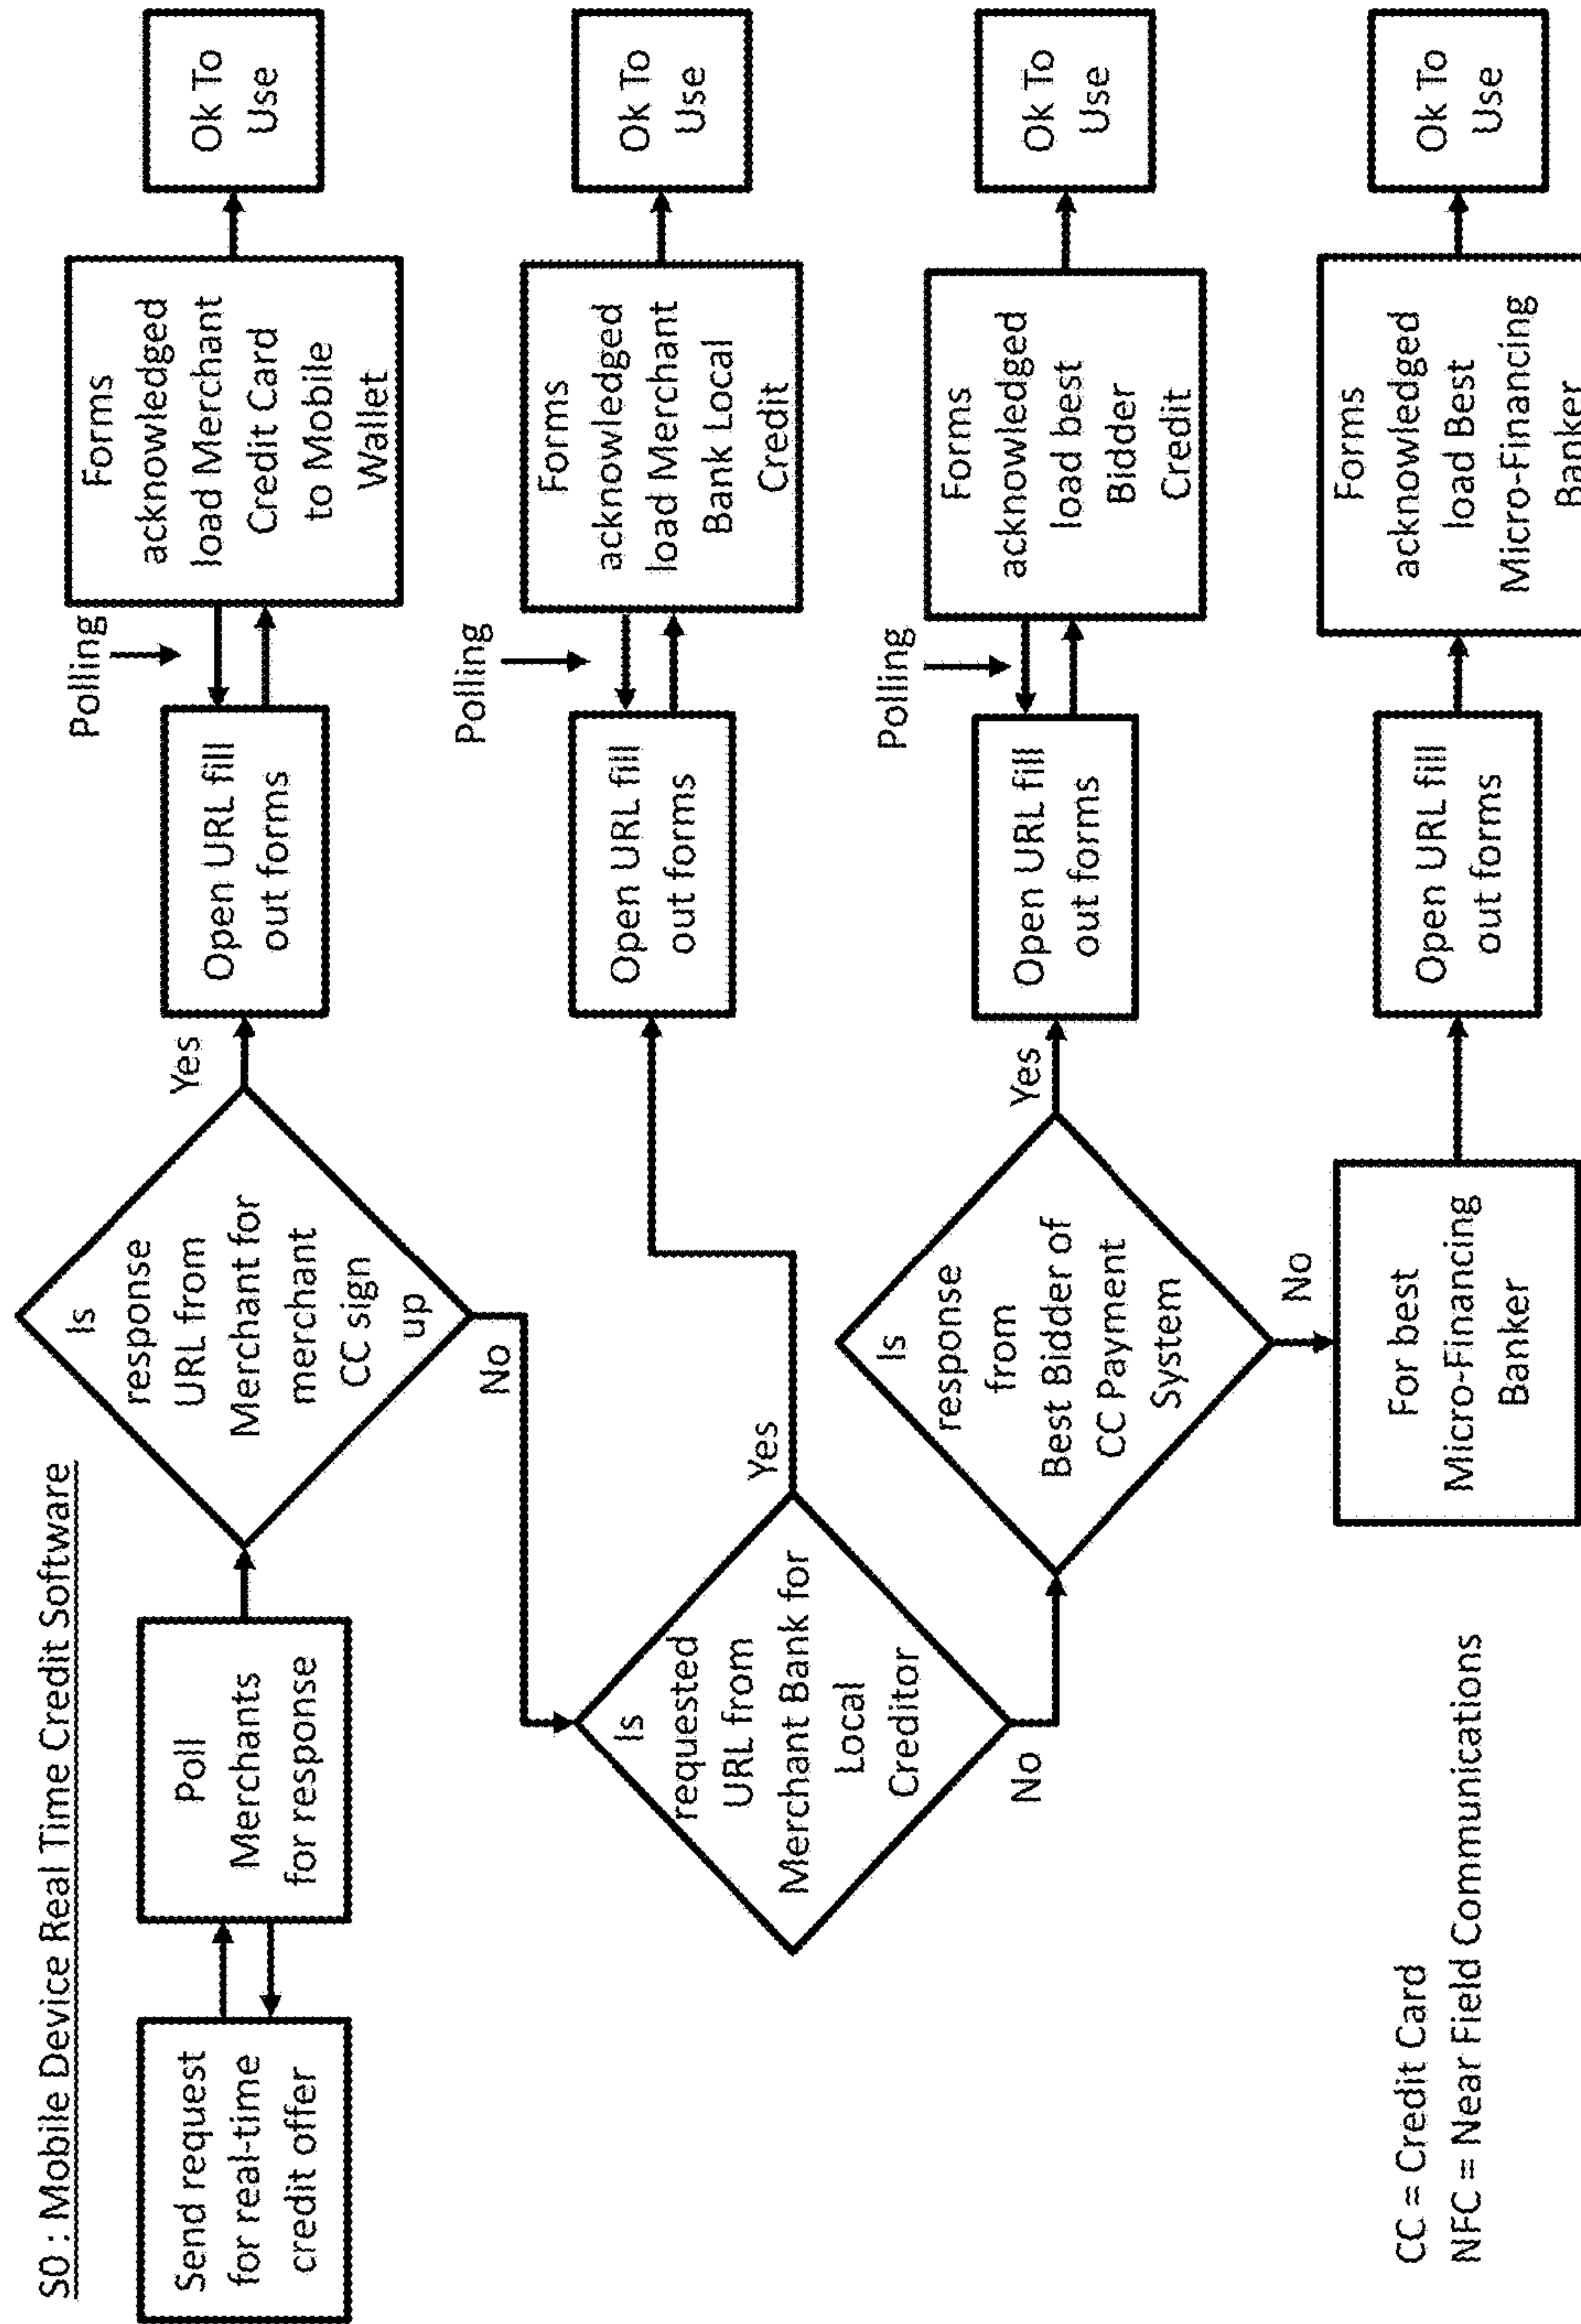 S0 : Mobile Device Real Time Credit Software
Send request
for real-time
credit offer
Poll
Merchants
for response
Is
response
URL from
Merchant for
merchant
CC sign
up
Yes
No
Open URL fill
out forms
Polling
Forms
acknowledged
load Merchant
Credit Card
to Mobile
Wallet
Ok To
Use
Is
requested
URL from
Merchant Bank for
Local
Creditor
Yes
No
Open URL fill
out forms
Polling
Forms
acknowledged
load Merchant
Bank Local
Credit
Ok To
Use
Is
response
from
Best Bidder of
CC Payment
System
Yes
No
Open URL fill
out forms
Polling
Forms
acknowledged
load best
Bidder
Credit
Ok To
Use
For best
Micro-Financing
Banker
Open URL fill
out forms
Forms
acknowledged
load Best
Micro-Financing
Banker
Ok To
Use
CC = Credit Card
NFC = Near Field Communications